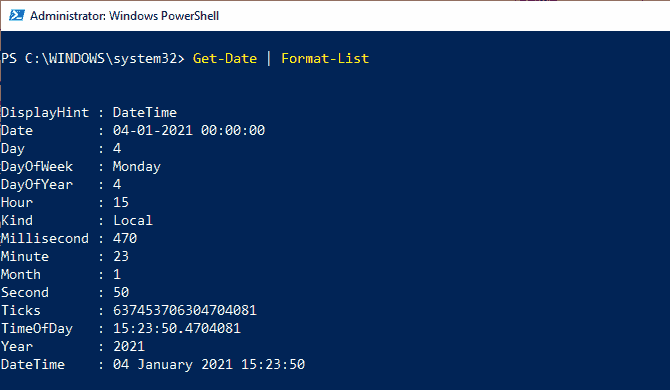 Administrator: Windows PowerShell
PS C:\WINDOWS\system32> Get-Date | Format-List
DisplayHint : DateTime
Date        : 04-01-2021 00:00:00
Day         : 4
DayOfWeek   : Monday
DayOfYear   : 4
Hour        : 15
Kind        : Local
Millisecond : 470
Minute      : 23
Month       : 1
Second      : 50
Ticks       : 637453706304704081
TimeOfDay   : 15:23:50.4704081
Year        : 2021
DateTime    : 04 January 2021 15:23:50